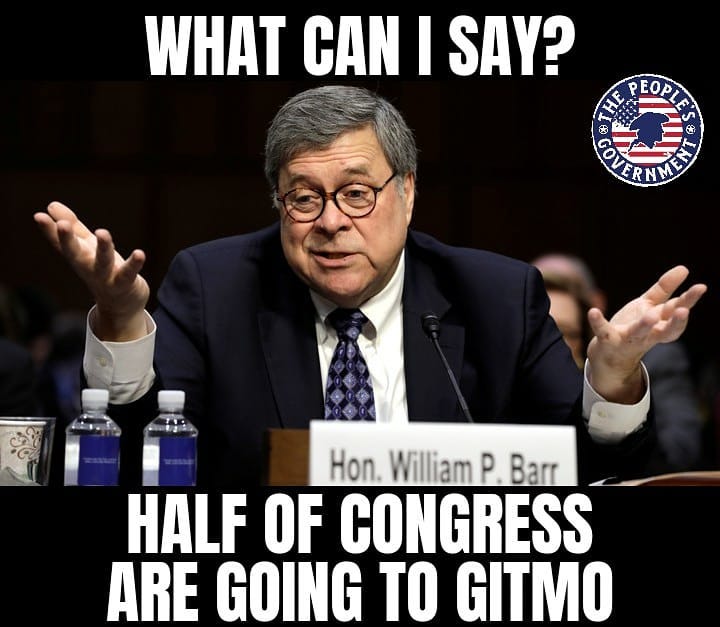 WHAT CAN I SAY?
THE PEOPLE'S
GOVERNMENT
Hon. William P. Barr
HALF OF CONGRESS
ARE GOING TO GITMO